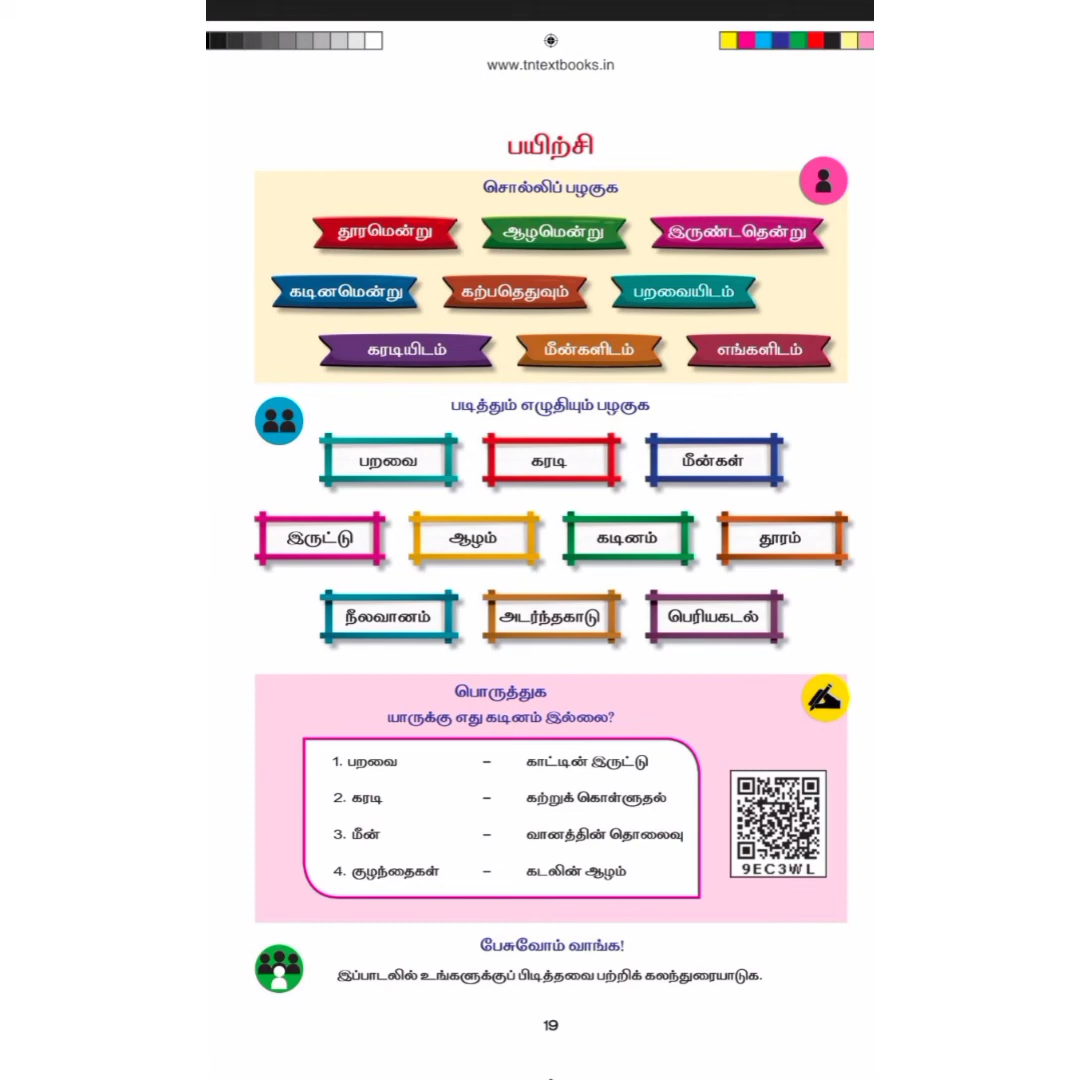 www.tntextbooks.in
பயிற்சி
சொல்லிப் பழகுக
தூரமென்று ஆழமென்று இருண்டதென்று
கடினமென்று கற்பதெதுவும் பறவையிடம்
கரடியிடம் மீன்களிடம் எங்களிடம்
படித்தும் எழுதியும் பழகுக
பறவை கரடி மீன்கள்
இருட்டு ஆழம் கடினம் தூரம்
நீலவானம் அடர்ந்தகாடு பெரியகடல்
பொருத்துக
யாருக்கு எது கடினம் இல்லை?
1. பறவை – காட்டின் இருட்டு
2. கரடி – கற்றுக் கொள்ளுதல்
3. மீன் – வானத்தின் தொலைவு
4. குழந்தைகள் – கடலின் ஆழம்
9EC3WL
பேசுவோம் வாங்க!
இப்பாடலில் உங்களுக்குப் பிடித்தவை பற்றிக் கலந்துரையாடுக.
19